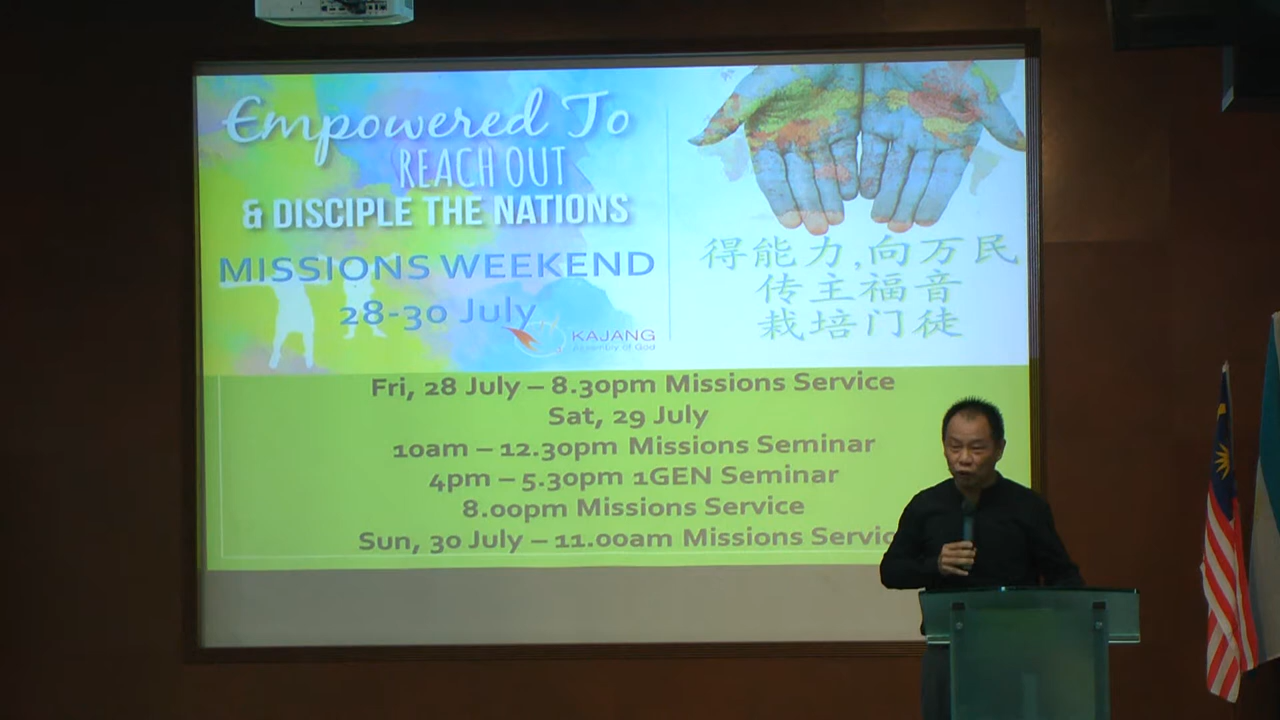 Empowered To
REACH OUT
& DISCIPLE THE NATIONS
MISSIONS WEEKEND
28-30 July
KAJANG
Assembly of God
得能力,向万民
传主福音
栽培门徒
Fri, 28 July – 8.30pm Missions Service
Sat, 29 July
10am – 12.30pm Missions Seminar
4pm – 5.30pm 1GEN Seminar
8.00pm Missions Service
Sun, 30 July – 11.00am Missions Servic